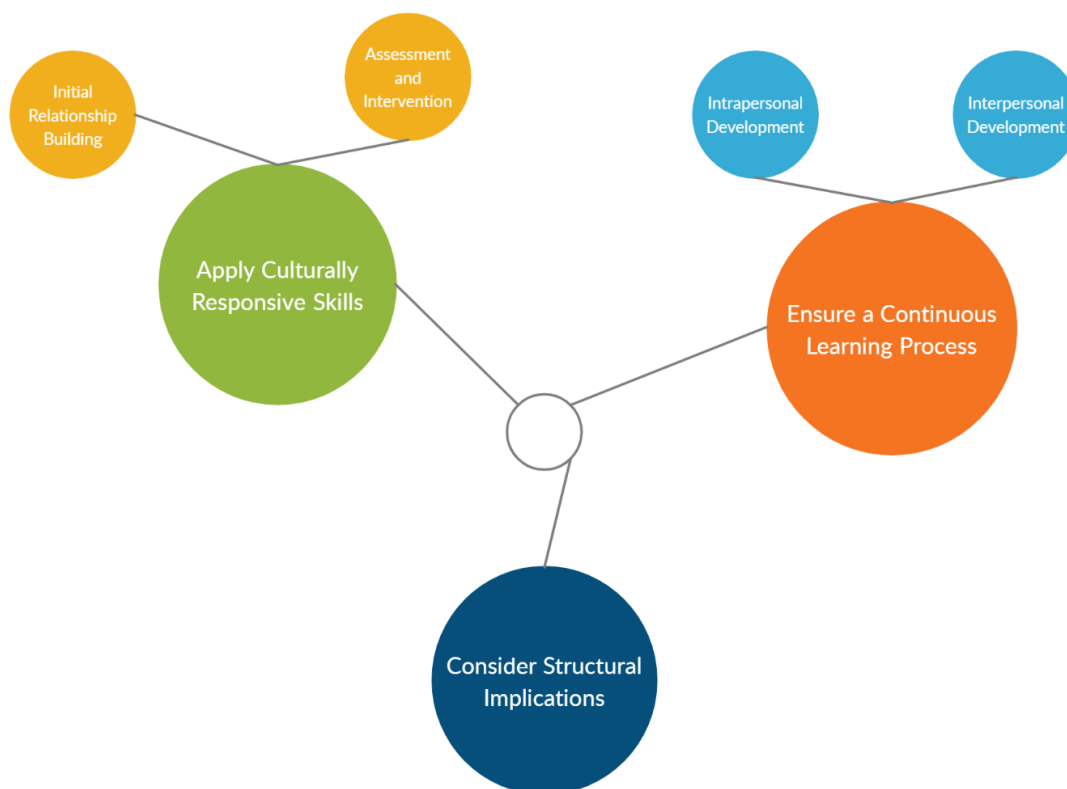 Initial
Relationship
Building
Assessment
and
Intervention
Apply Culturally
Responsive Skills
Intrapersonal
Development
Interpersonal
Development
Ensure a Continuous
Learning Process
Consider Structural
Implications